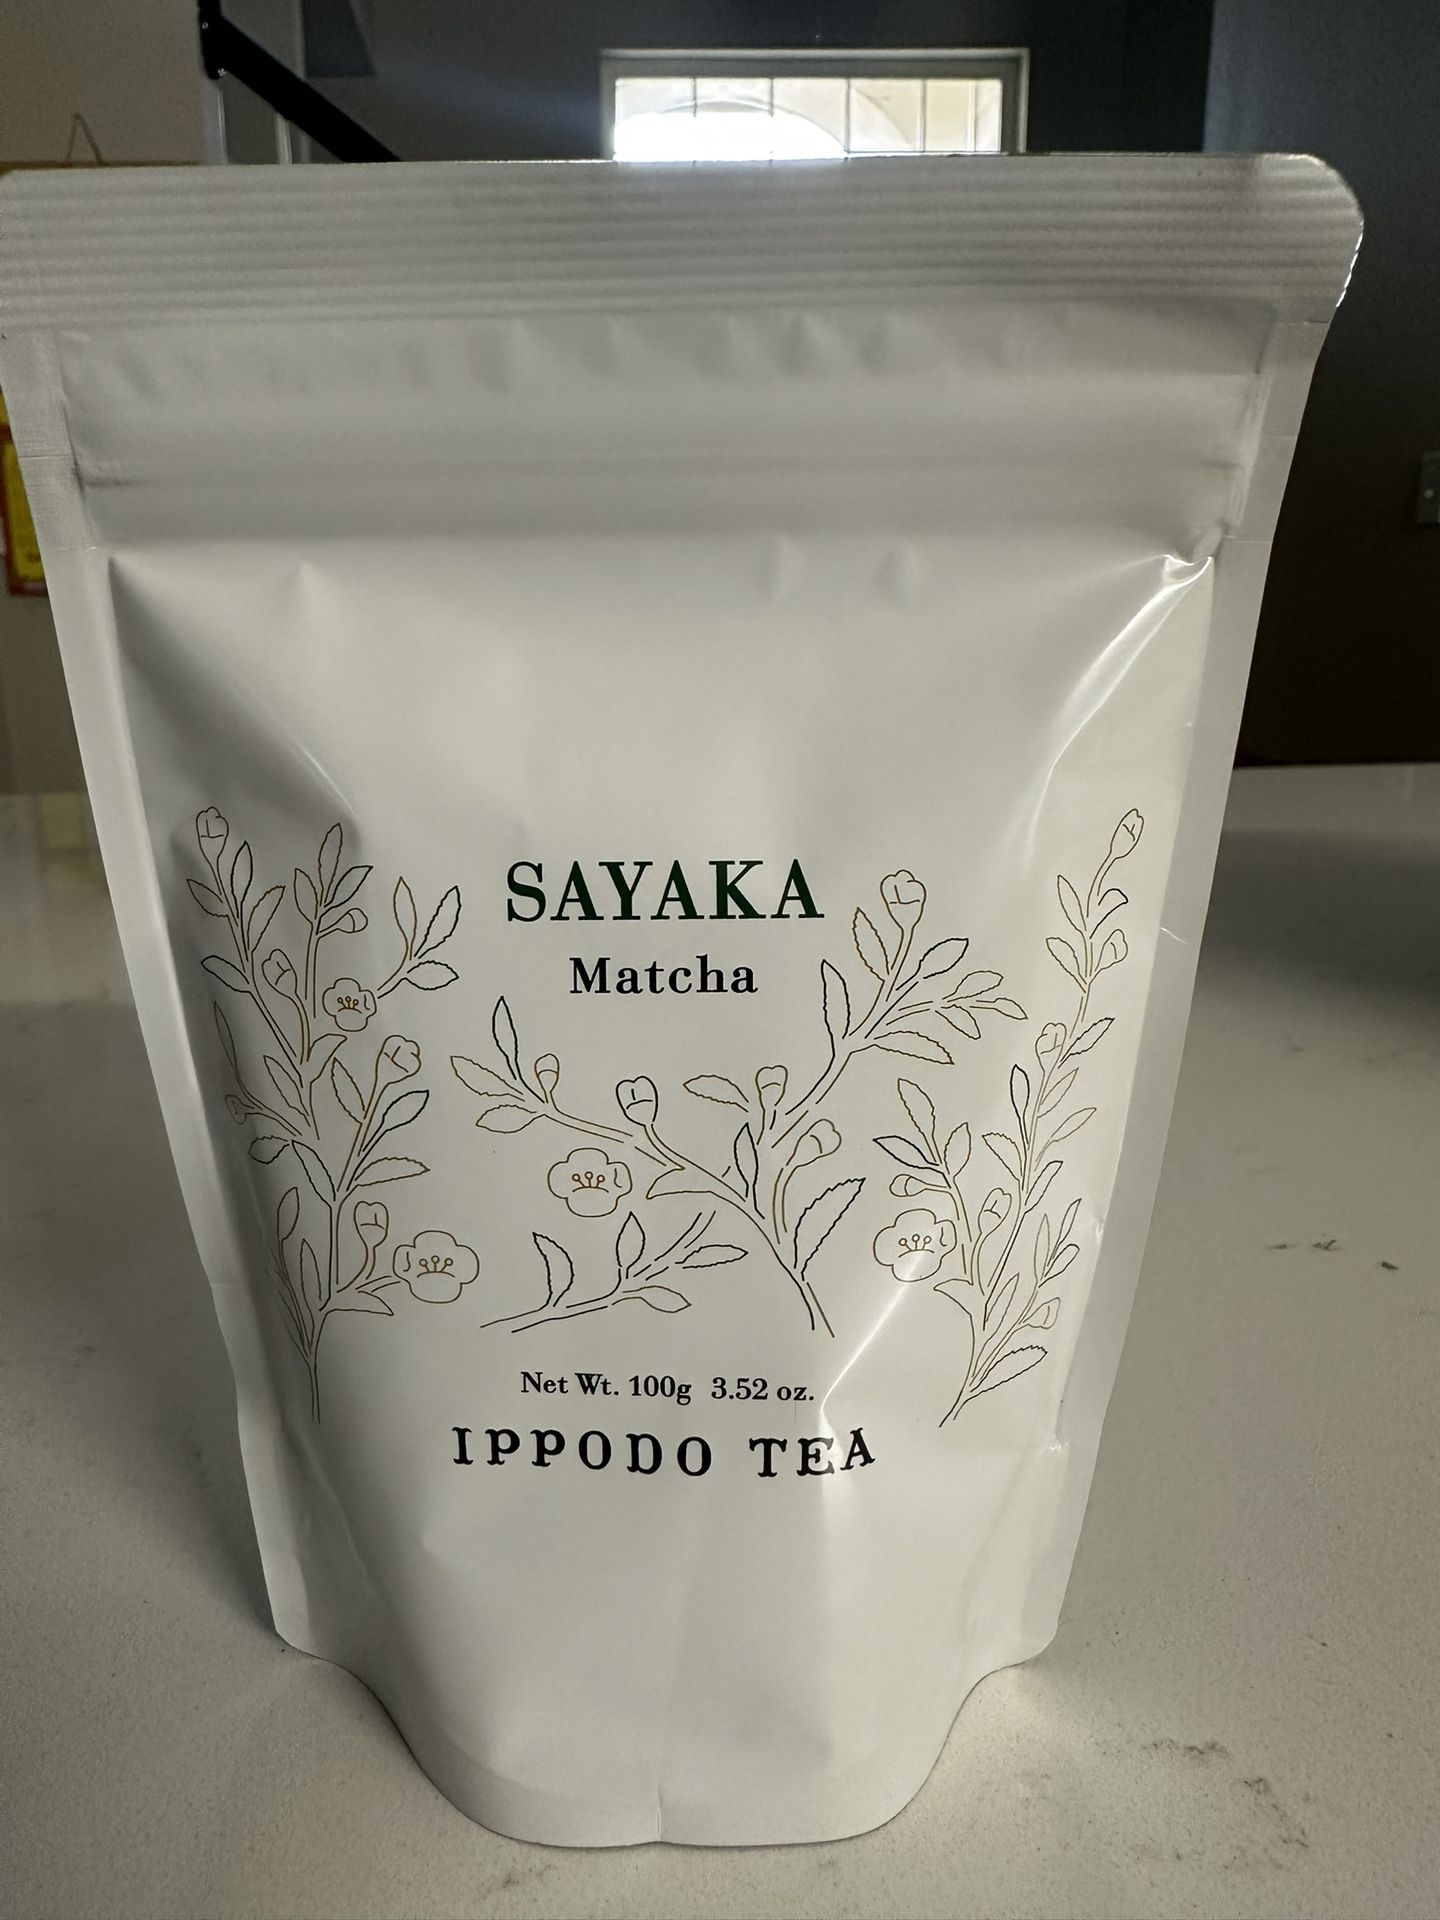 SAYAKA
Matcha
Net Wt. 100g 3.52 oz.
IPPODO TEA